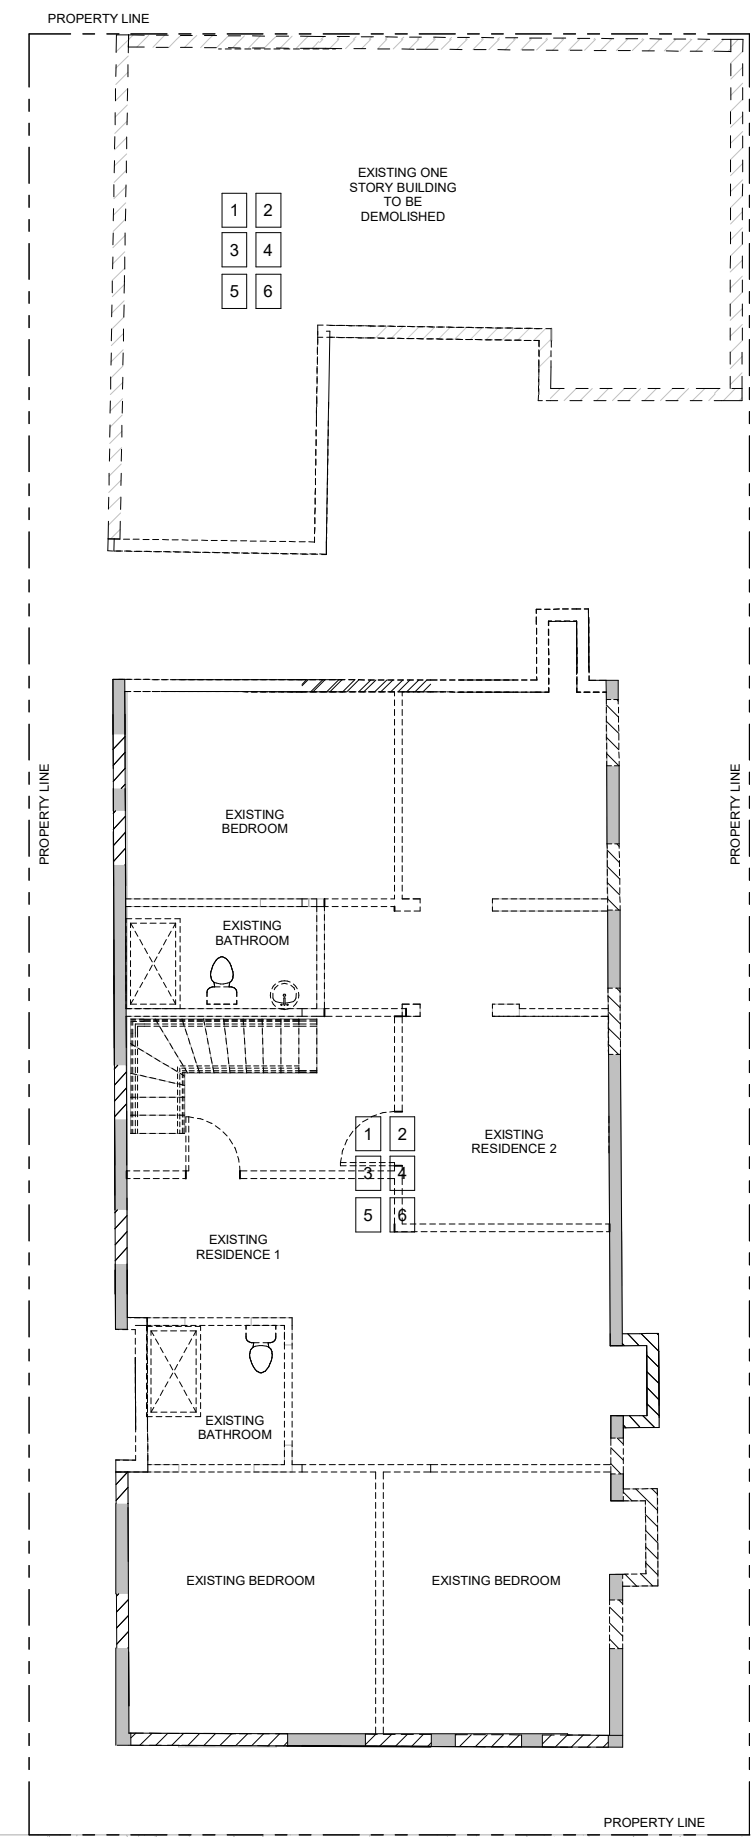 PROPERTY LINE
EXISTING ONE
STORY BUILDING
TO BE
DEMOLISHED
1 2
3 4
5 6
PROPERTY LINE
PROPERTY LINE
EXISTING
BEDROOM
EXISTING
BATHROOM
1 2
3 4
5 6
EXISTING
RESIDENCE 2
EXISTING
RESIDENCE 1
EXISTING
BATHROOM
EXISTING BEDROOM
EXISTING BEDROOM
PROPERTY LINE